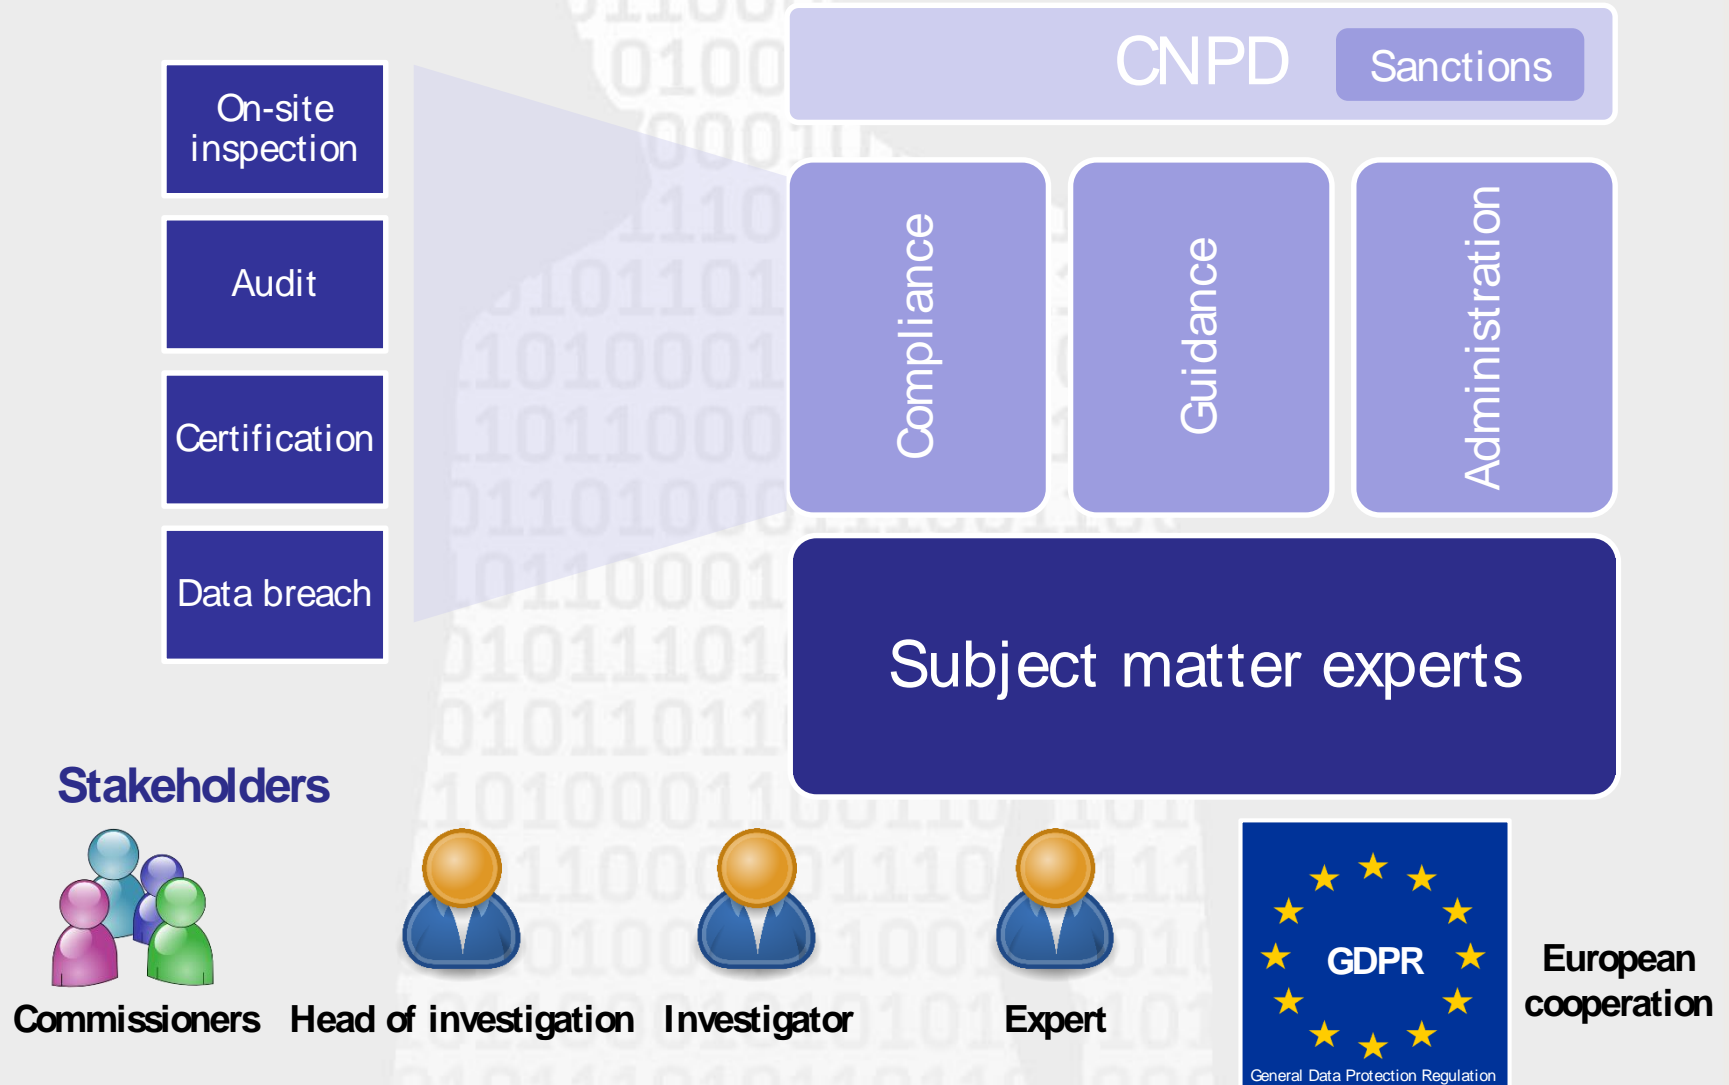 CNPD
Sanctions
On-site
inspection
Audit
Certification
Data breach
Compliance
Guidance
Administration
Subject matter experts
Stakeholders
Commissioners
Head of investigation
Investigator
Expert
GDPR
General Data Protection Regulation
European
cooperation